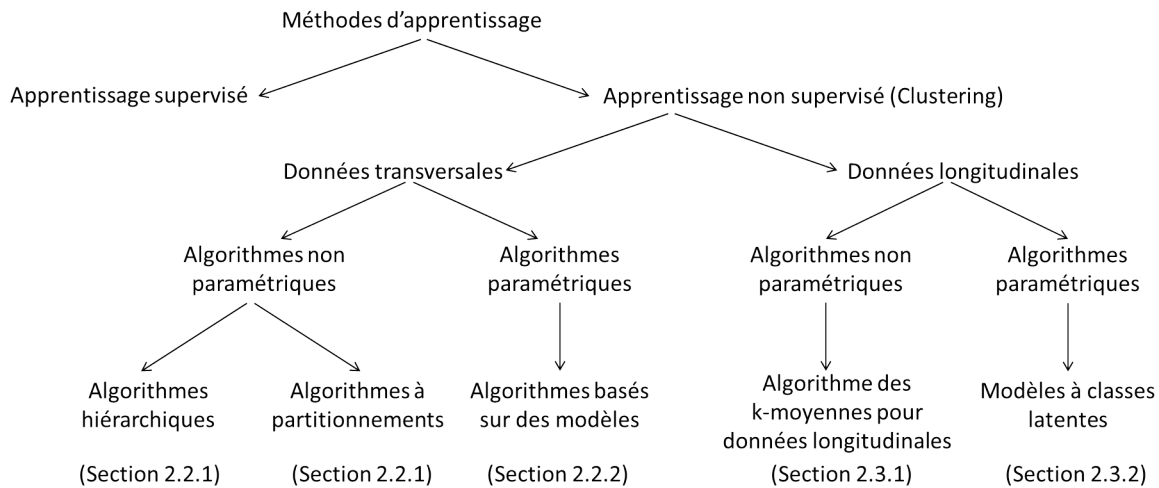 Méthodes d’apprentissage
Apprentissage supervisé
Apprentissage non supervisé (Clustering)
Données transversales
Données longitudinales
Algorithmes non
paramétriques
Algorithmes
paramétriques
Algorithmes non
paramétriques
Algorithmes
paramétriques
Algorithmes
hiérarchiques
(Section 2.2.1)
Algorithmes à
partitionnements
(Section 2.2.1)
Algorithmes basés
sur des modèles
(Section 2.2.2)
Algorithme des
k-moyennes pour
données longitudinales
(Section 2.3.1)
Modèles à classes
latentes
(Section 2.3.2)